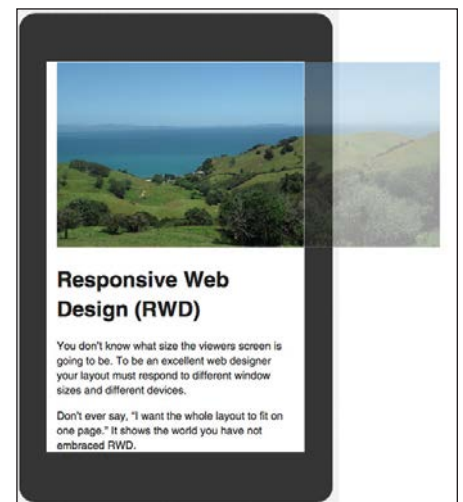 Responsive Web
Design (RWD)
You don't know what size the viewers screen is
going to be. To be an excellent web designer
your layout must respond to different window
sizes and different devices.
Don't ever say, "I want the whole layout to fit on
one page." It shows the world you have not
embraced RWD.